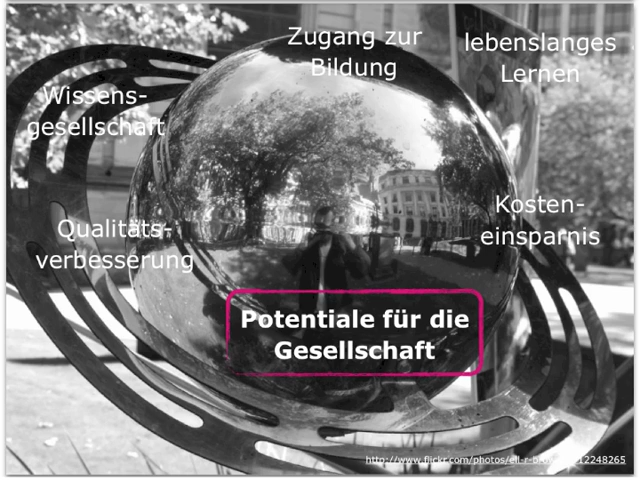 Zugang zur
Bildung
lebenslanges
Lernen
Wissens-
gesellschaft
Qualitäts-
verbesserung
Kosten-
einsparnis
Potentiale für die
Gesellschaft